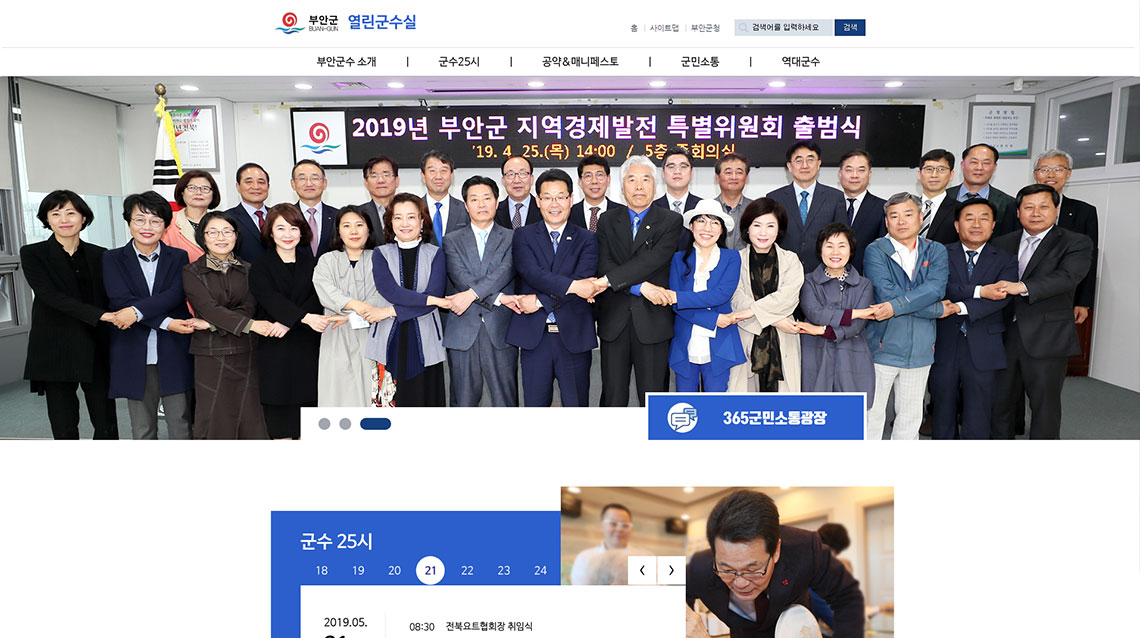 부안군 열린군수실
BUAN-GUN
홈 사이트맵 부안군청 검색어를 입력하세요 검색
부안군수 소개 | 군수25시 | 공약&매니페스토 | 군민소통 | 역대군수
2019년 부안군 지역경제발전 특별위원회 출범식
'19. 4. 25.(목) 14:00 / 5층 중회의실
365군민소통광장
군수 25시
18 19 20 21 22 23 24
2019.05.
08:30 전북요트협회장 취임식